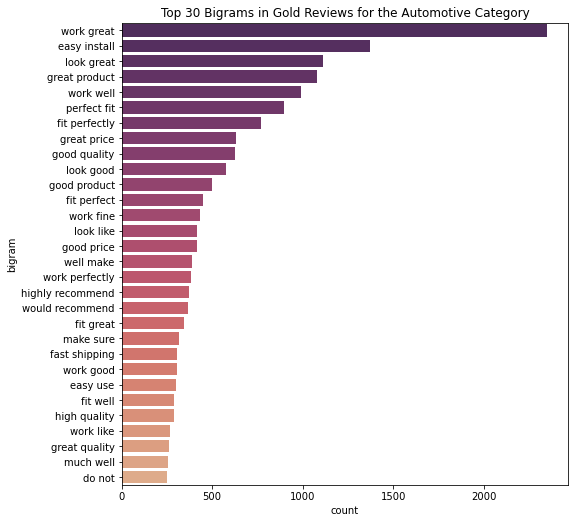 Top 30 Bigrams in Gold Reviews for the Automotive Category
work great
easy install
look great
great product
work well
perfect fit
fit perfectly
great price
good quality
look good
good product
fit perfect
work fine
look like
good price
well make
work perfectly
highly recommend
would recommend
fit great
make sure
fast shipping
work good
easy use
fit well
high quality
work like
great quality
much well
do not
bigram
0 500 1000 1500 2000
count